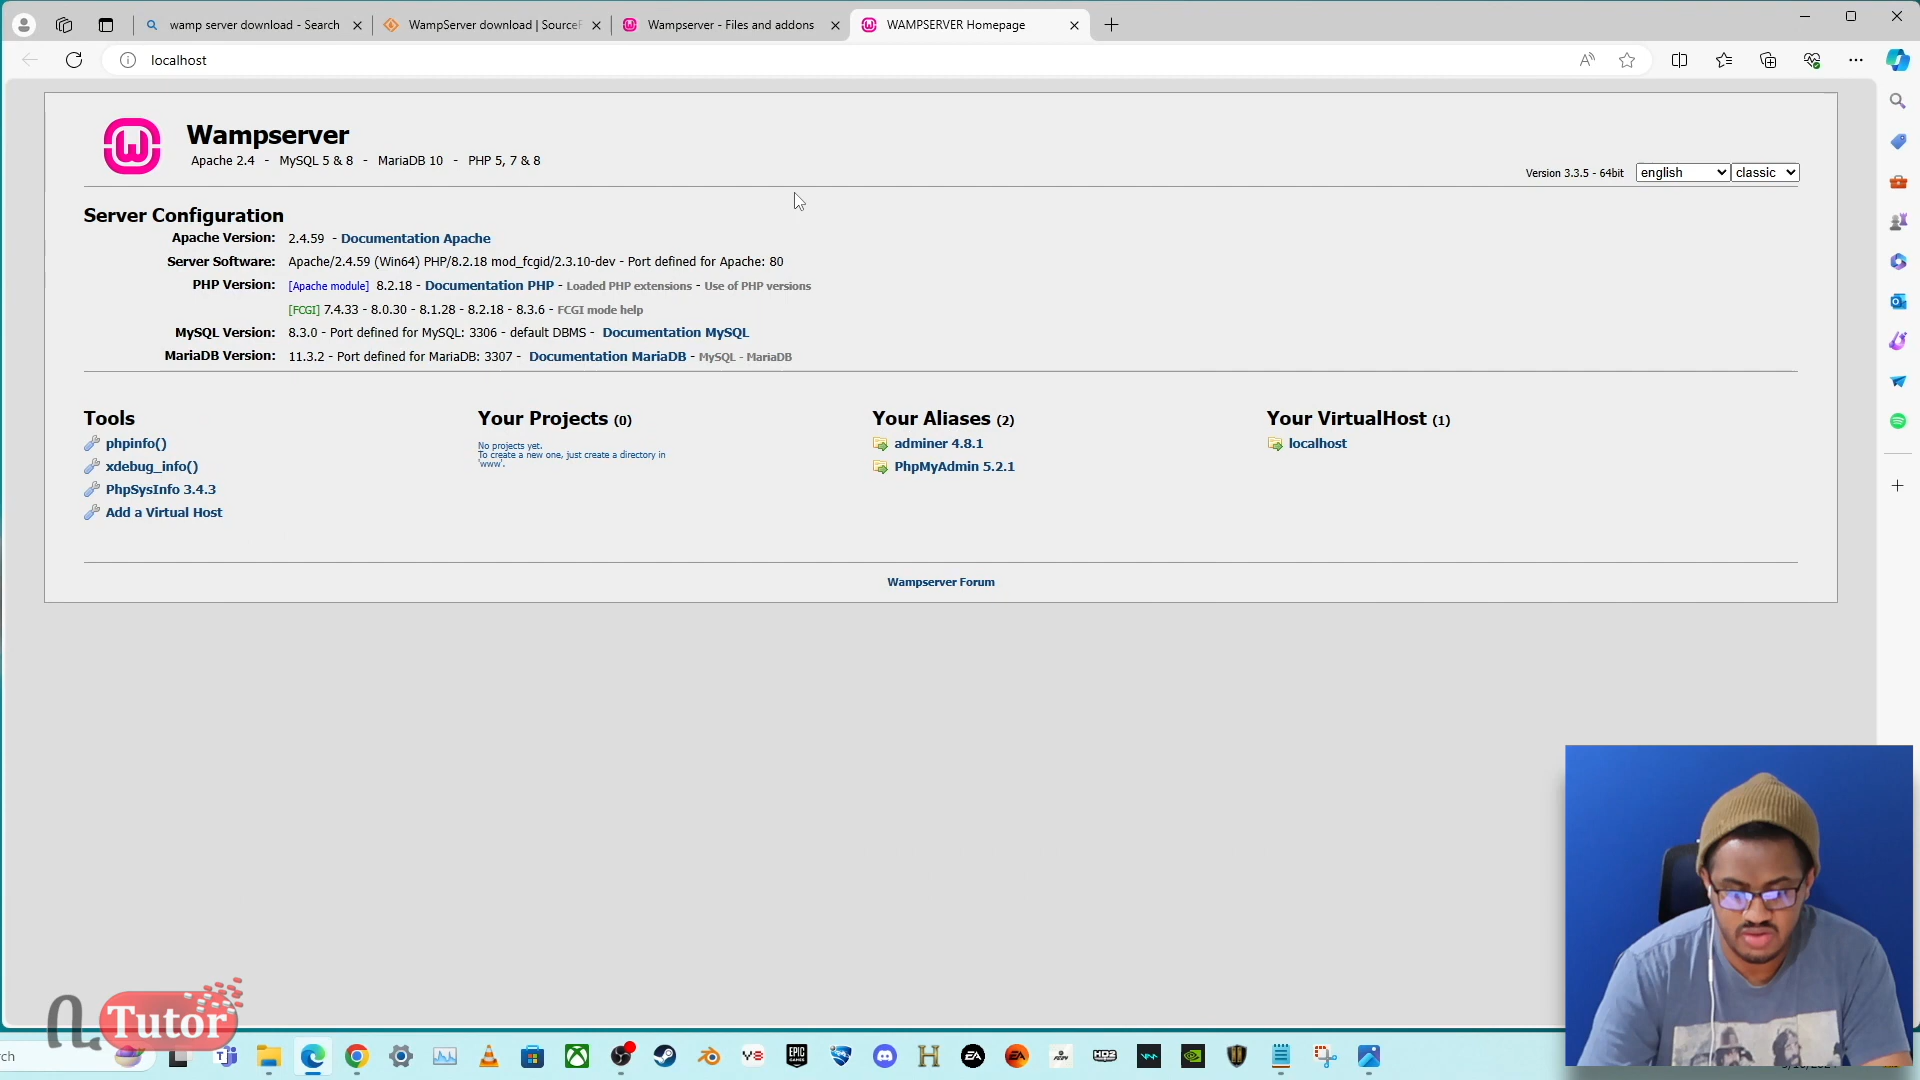 wamp server download - Search
WampServer download | SourceF
Wampserver - Files and addons
WAMPSERVER Homepage
localhost
Wampserver
Apache 2.4 - MySQL 5 & 8 - MariaDB 10 - PHP 5, 7 & 8
Version 3.3.5 - 64bit
english
classic
Server Configuration
Apache Version: 2.4.59 - Documentation Apache
Server Software: Apache/2.4.59 (Win64) PHP/8.2.18 mod_fcgid/2.3.10-dev - Port defined for Apache: 80
PHP Version: [Apache module] 8.2.18 - Documentation PHP - Loaded PHP extensions - Use of PHP versions
[FCGI] 7.4.33 - 8.0.30 - 8.1.28 - 8.2.18 - 8.3.6 - FCGI mode help
MySQL Version: 8.3.0 - Port defined for MySQL: 3306 - default DBMS - Documentation MySQL
MariaDB Version: 11.3.2 - Port defined for MariaDB: 3307 - Documentation MariaDB - MySQL - MariaDB
Tools
phpinfo()
xdebug_info()
PhpSysInfo 3.4.3
Add a Virtual Host
Your Projects (0)
No projects yet.
To create a new one, just create a directory in
'www'.
Your Aliases (2)
adminer 4.8.1
PhpMyAdmin 5.2.1
Your VirtualHost (1)
localhost
Wampserver Forum
Tutor
rch
EPIC
GAMES
HD2